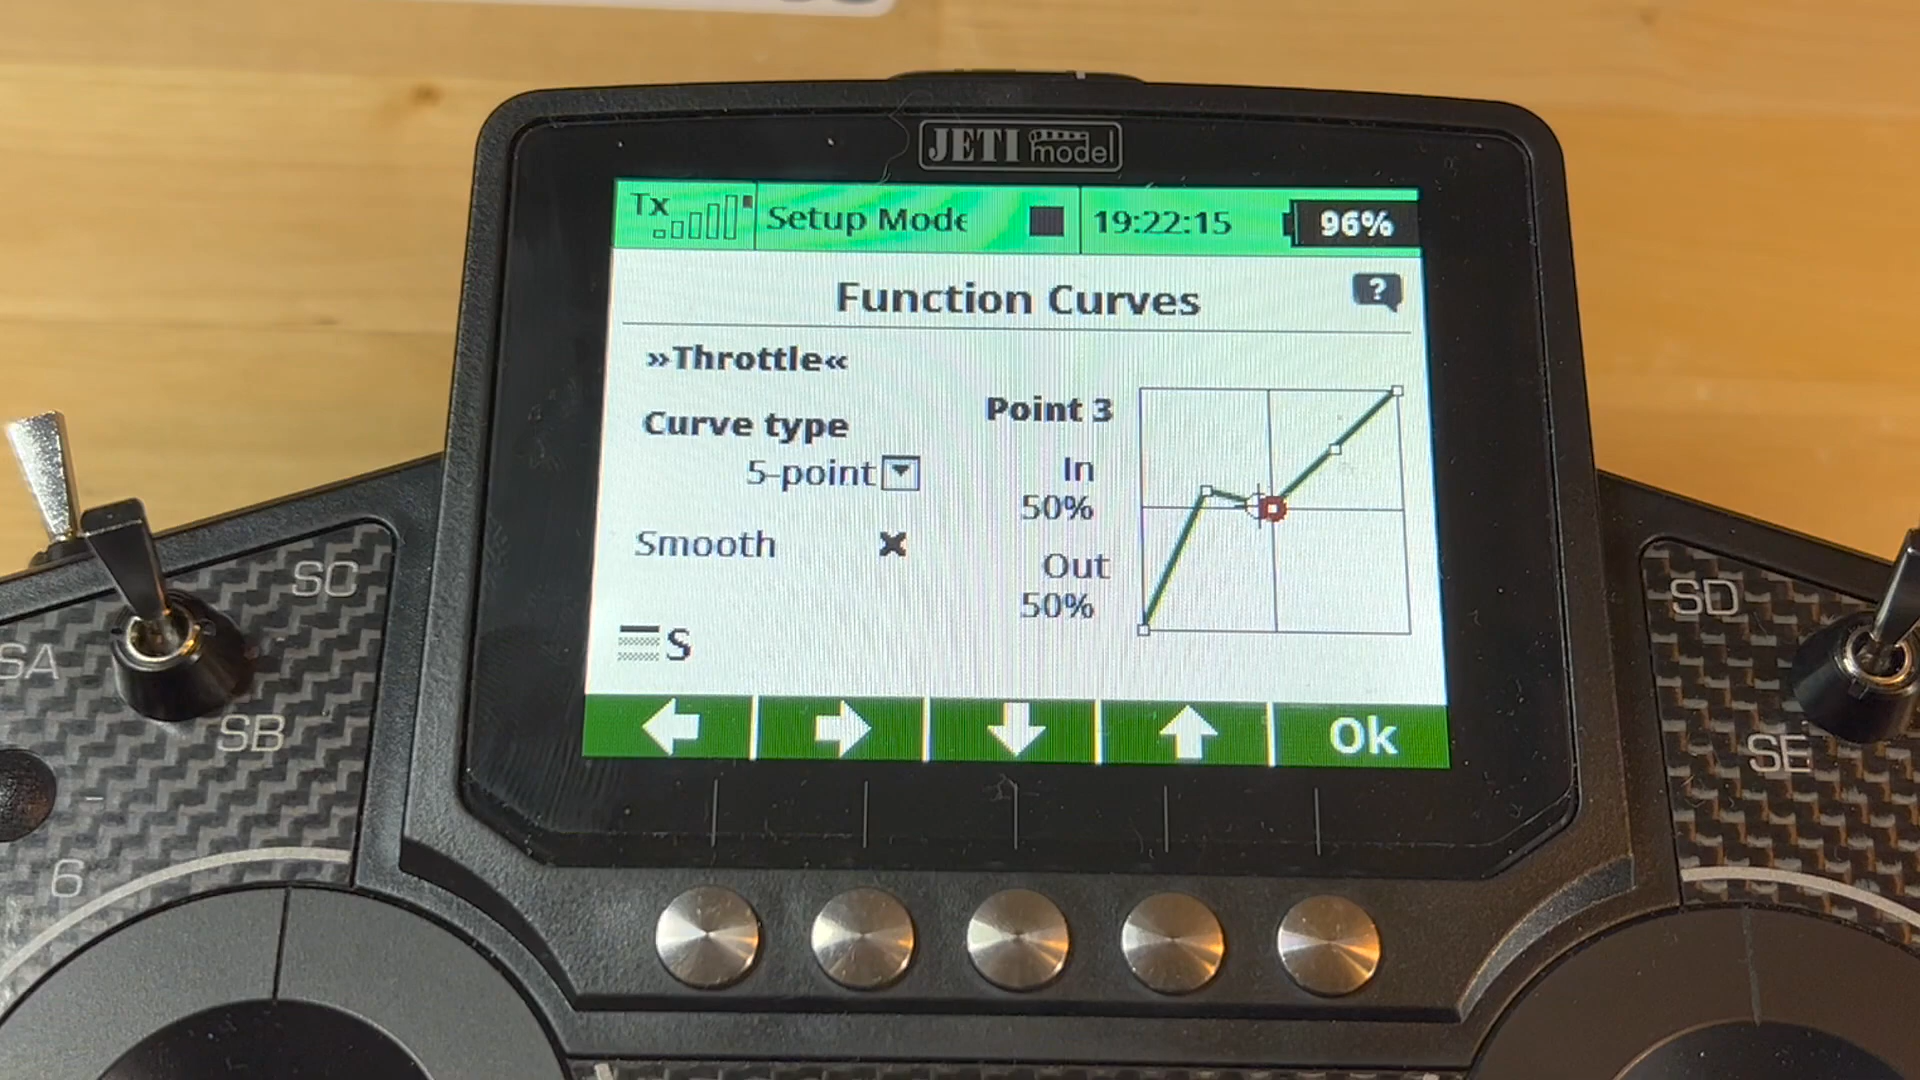 JETI model
Tx
Setup Mode
19:22:15
96%
Function Curves
?
»Throttle«
Curve type
5-point
Smooth
Point 3
In
50%
Out
50%
S
Ok
SC
SA
SB
6
SD
SE